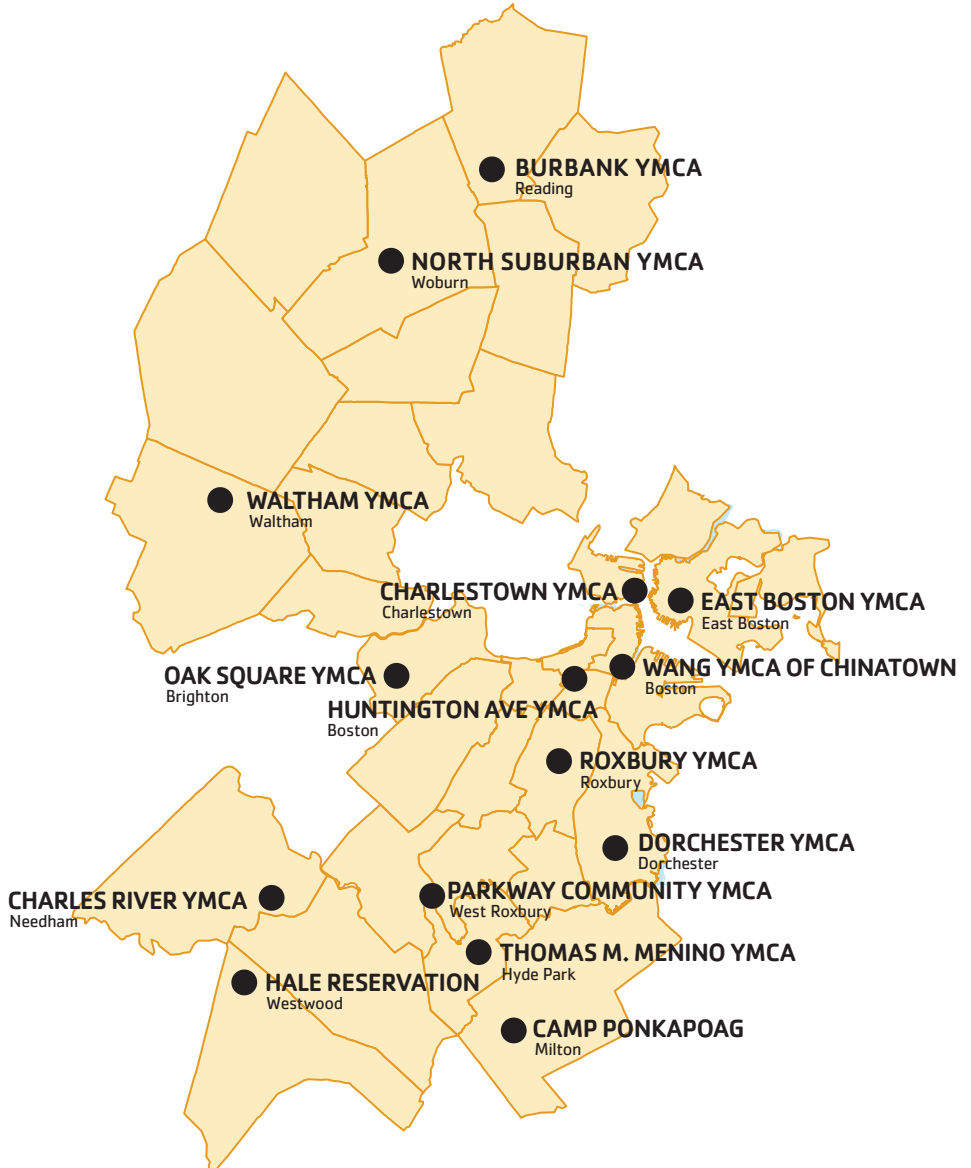 BURBANK YMCA
Reading
NORTH SUBURBAN YMCA
Woburn
WALTHAM YMCA
Waltham
CHARLESTOWN YMCA
Charlestown
EAST BOSTON YMCA
East Boston
WANG YMCA OF CHINATOWN
Boston
OAK SQUARE YMCA
Brighton
HUNTINGTON AVE YMCA
Boston
ROXBURY YMCA
Roxbury
DORCHESTER YMCA
Dorchester
CHARLES RIVER YMCA
Needham
PARKWAY COMMUNITY YMCA
West Roxbury
THOMAS M. MENINO YMCA
Hyde Park
HALE RESERVATION
Westwood
CAMP PONKAPOAG
Milton